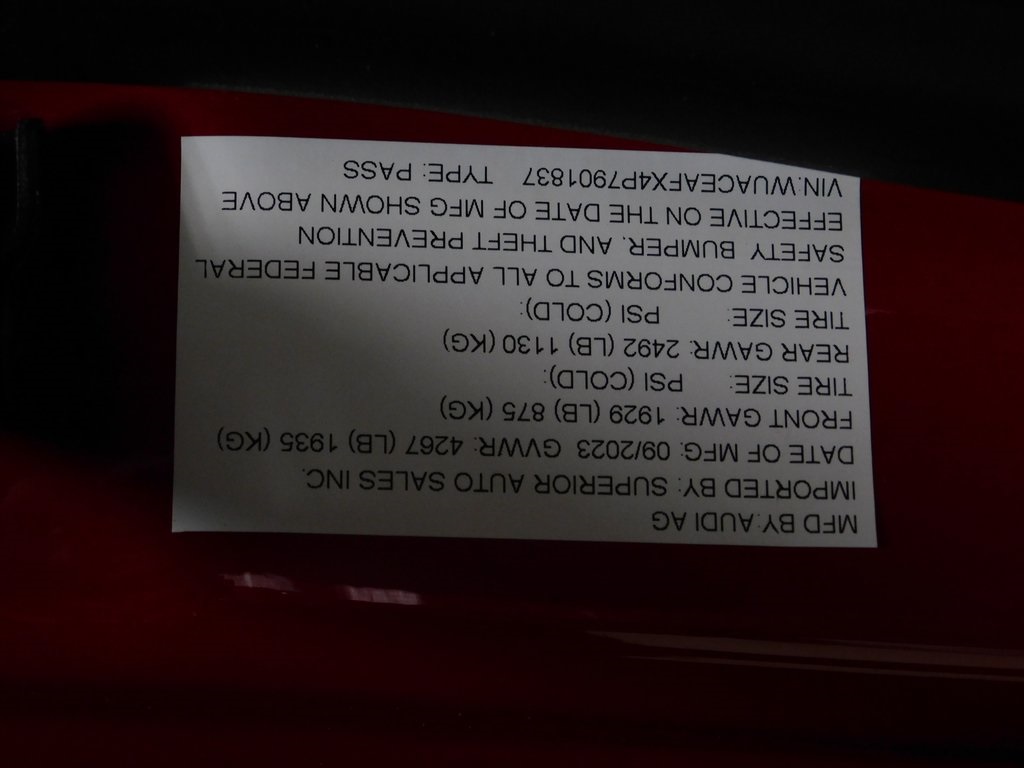 MFD BY:AUDI AG
IMPORTED BY: SUPERIOR AUTO SALES INC.
DATE OF MFG: 09/2023 GVWR: 4267 (LB) 1935 (KG)
FRONT GAWR: 1929 (LB) 875 (KG)
TIRE SIZE: PSI (COLD):
REAR GAWR: 2492 (LB) 1130 (KG)
TIRE SIZE: PSI (COLD):
VEHICLE CONFORMS TO ALL APPLICABLE FEDERAL
SAFETY BUMPER. AND THEFT PREVENTION
EFFECTIVE ON THE DATE OF MFG SHOWN ABOVE
VIN:WUACEAFX4P7901837 TYPE: PASS